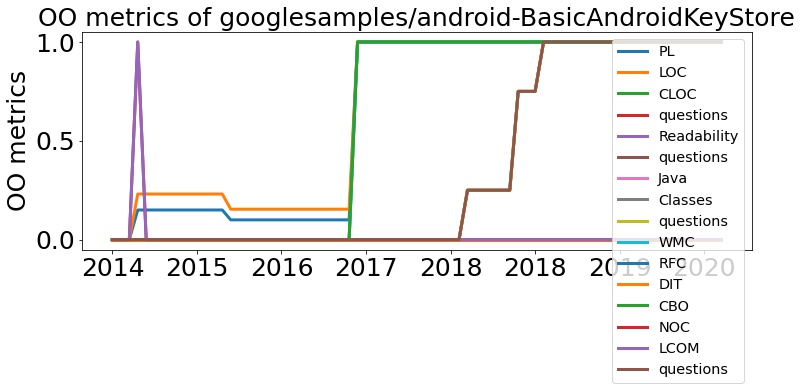 OO metrics of googlesamples/android-BasicAndroidKeyStore
OO metrics
1.0
0.5
0.0
2014 2015 2016 2017 2018 2018 2019 2020
PL
LOC
CLOC
questions
Readability
questions
Java
Classes
questions
WMC
RFC
DIT
CBO
NOC
LCOM
questions